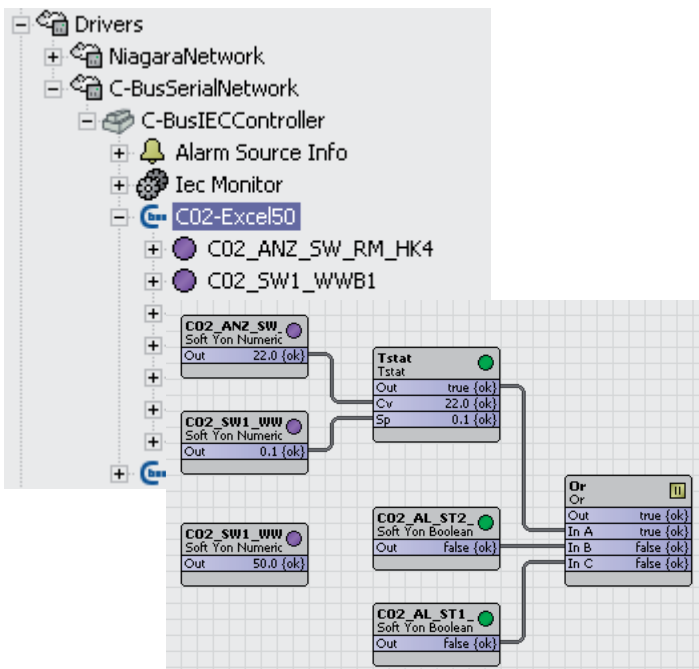 Drivers
NiagaraNetwork
C-BusSerialNetwork
C-BusIECController
Alarm Source Info
Iec Monitor
C02-Excel50
C02_ANZ_SW_RM_HK4
C02_SW1_WWB1
C02_ANZ_SW_
Soft Yon Numeric
Out 22.0 {ok}
Tstat
Tstat
Out true {ok}
Cv 22.0 {ok}
Sp 0.1 {ok}
C02_SW1_WW
Soft Yon Numeric
Out 0.1 {ok}
Or
Or
Out true {ok}
In A true {ok}
In B false {ok}
In C false {ok}
C02_AL_ST2_
Soft Yon Boolean
Out false {ok}
C02_SW1_WW
Soft Yon Numeric
Out 50.0 {ok}
C02_AL_ST1_
Soft Yon Boolean
Out false {ok}